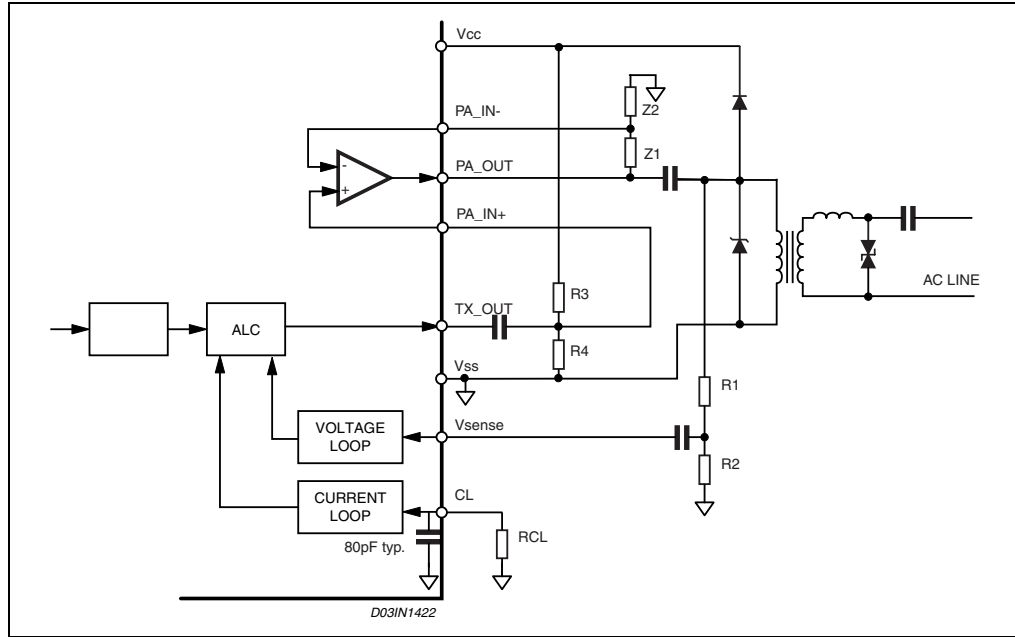 Vcc
Z2
PA_IN-
Z1
PA_OUT
-
+
PA_IN+
AC LINE
R3
TX_OUT
ALC
R4
Vss
R1
Vsense
VOLTAGE
LOOP
R2
CL
CURRENT
LOOP
RCL
80pF typ.
D03IN1422